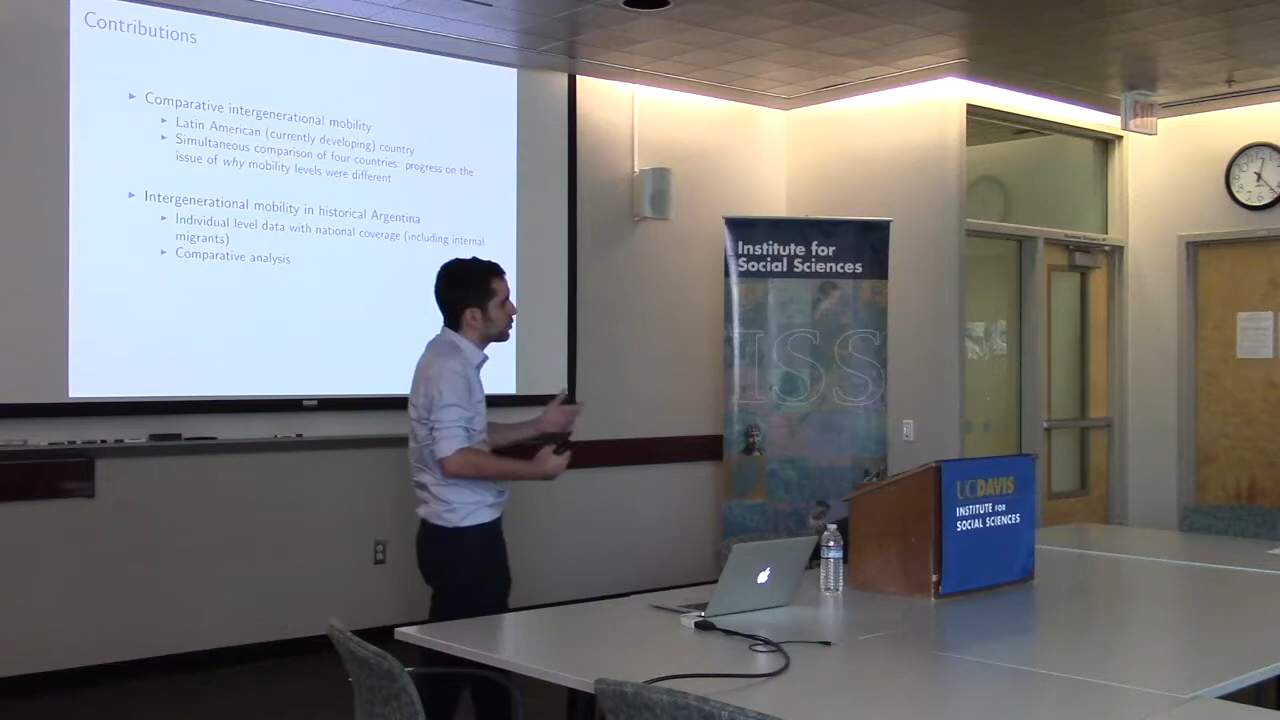 Contributions
Comparative intergenerational mobility
Latin American (currently developing) country
Simultaneous comparison of four countries: progress on the
issue of why mobility levels were different
Intergenerational mobility in historical Argentina
Individual level data with national coverage (including internal
migrants)
Comparative analysis
Institute for
Social Sciences
ISS
UCDAVIS
INSTITUTE FOR
SOCIAL SCIENCES
EXIT